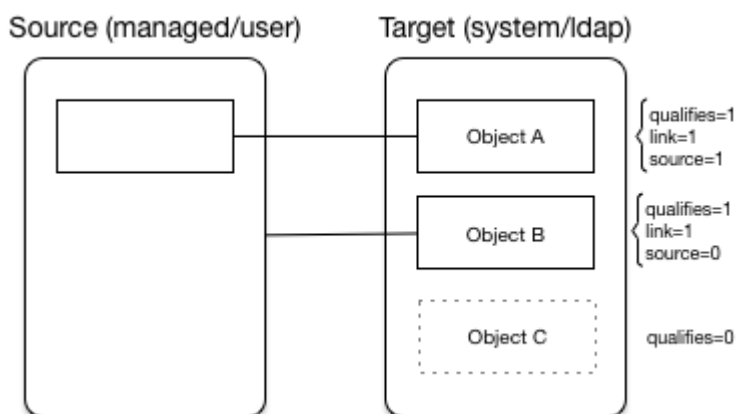 Source (managed/user)
Target (system/ldap)
Object A
qualifies=1
link=1
source=1
Object B
qualifies=1
link=1
source=0
Object C
qualifies=0